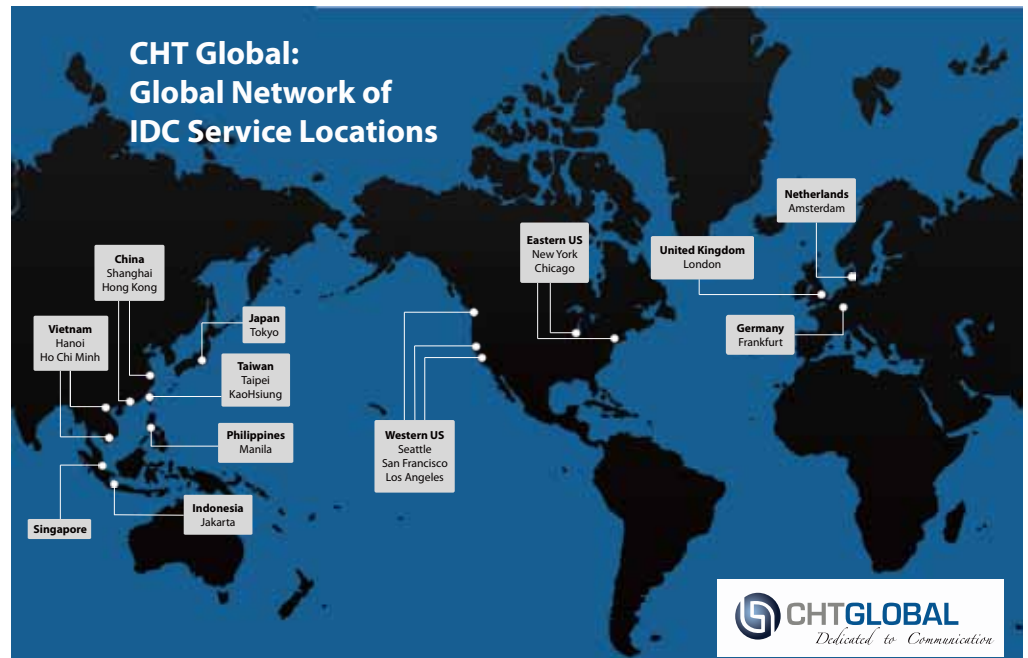 CHT Global:
Global Network of
IDC Service Locations
Netherlands
Amsterdam
Eastern US
New York
Chicago
United Kingdom
London
China
Shanghai
Hong Kong
Japan
Tokyo
Vietnam
Hanoi
Ho Chi Minh
Germany
Frankfurt
Taiwan
Taipei
KaoHsiung
Philippines
Manila
Western US
Seattle
San Francisco
Los Angeles
Indonesia
Jakarta
Singapore
CHTGLOBAL
Dedicated to Communication